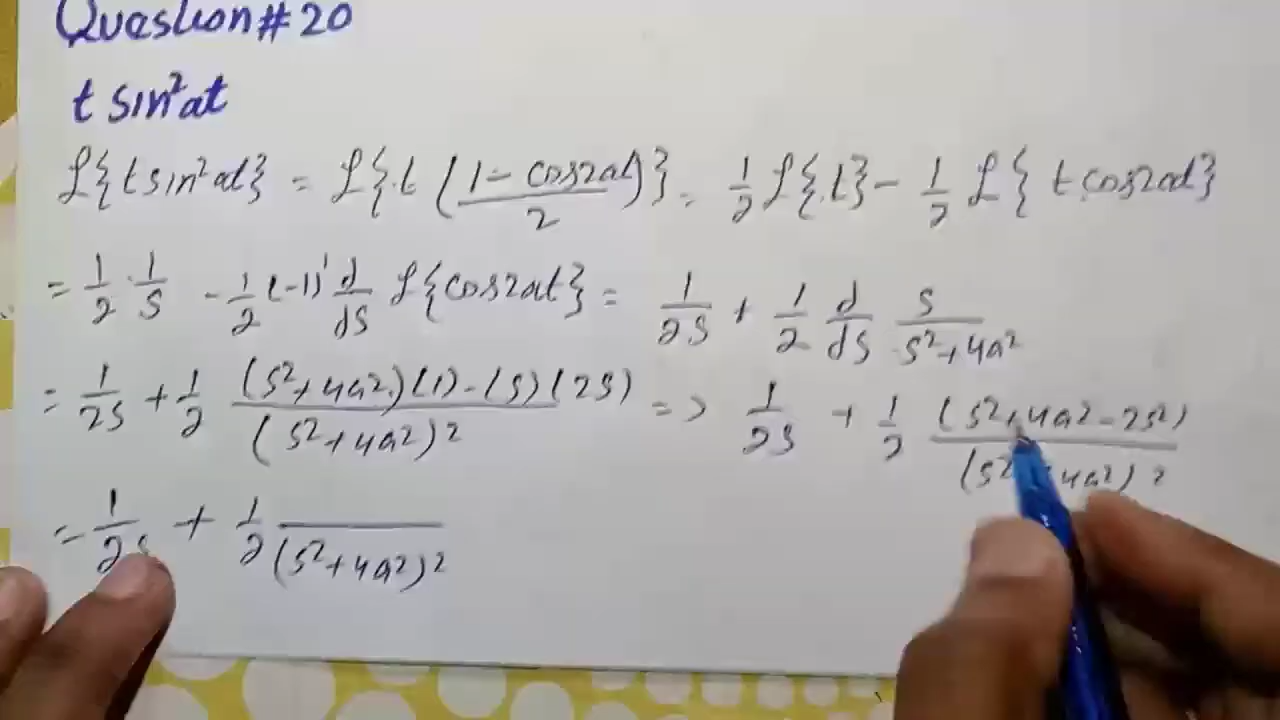 Question#20
t sin²at
ℒ{t sin²at} = ℒ{.t (1 - cos2at)/2} = 1/2 ℒ{.t} - 1/2 ℒ{t cos2at}
= 1/2 · 1/s - 1/2 (-1)¹ d/ds ℒ{cos2at} = 1/2s + 1/2 d/ds s/s²+4a²
= 1/2s + 1/2 (s²+4a²)(1)-(s)(2s)/(s²+4a²)² => 1/2s + 1/2 (s²+4a²-2s²)/(s²+4a²)²
= 1/2s + 1/2 /(s²+4a²)²